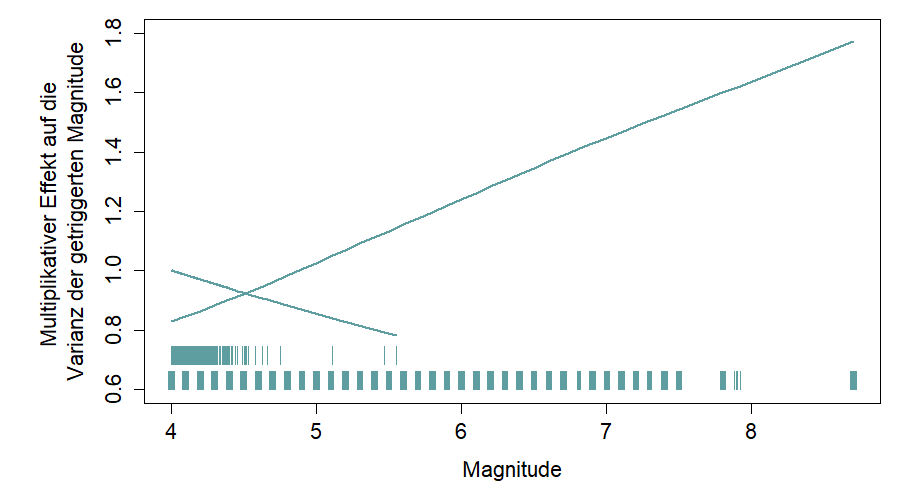 Multiplikativer Effekt auf die
Varianz der getriggerten Magnitude
1.8
1.6
1.4
1.2
1.0
0.8
0.6
4 5 6 7 8
Magnitude